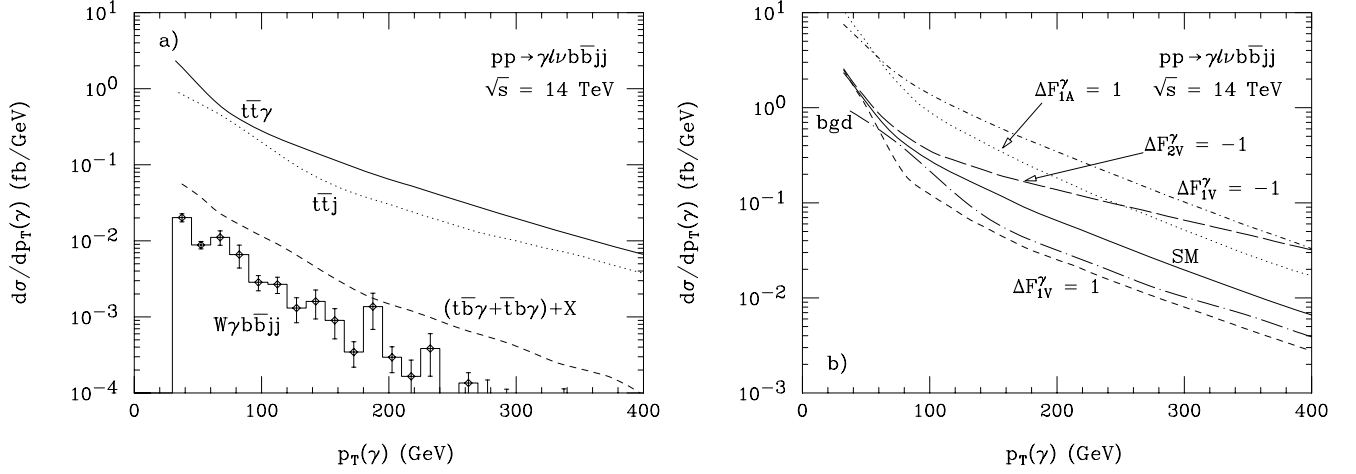 a)
pp→γlνbb̅jj
√s = 14 TeV
tt̅γ
tt̅j
(tb̅γ+t̅bγ)+X
Wγbb̅jj
dσ/dp_T(γ) (fb/GeV)
10^1
10^0
10^−1
10^−2
10^−3
10^−4
0
100
200
300
400
p_T(γ) (GeV)
pp→γlνbb̅jj
√s = 14 TeV
ΔF^γ_1A = 1
bgd
ΔF^γ_2V = −1
ΔF^γ_1V = −1
SM
ΔF^γ_1V = 1
b)
dσ/dp_T(γ) (fb/GeV)
10^1
10^0
10^−1
10^−2
10^−3
0
100
200
300
400
p_T(γ) (GeV)